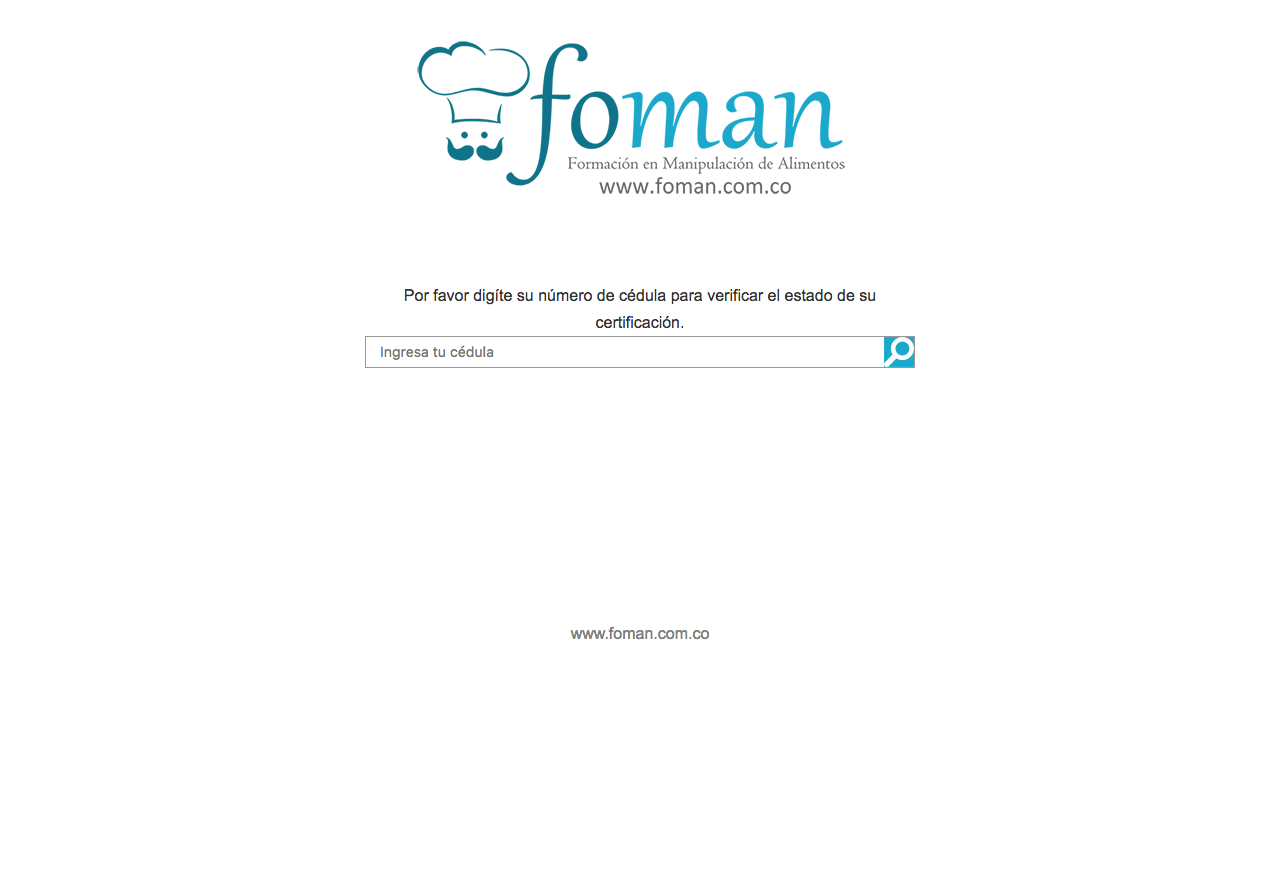 foman
Formación en Manipulación de Alimentos
www.foman.com.co
Por favor digíte su número de cédula para verificar el estado de su
certificación.
Ingresa tu cédula
www.foman.com.co